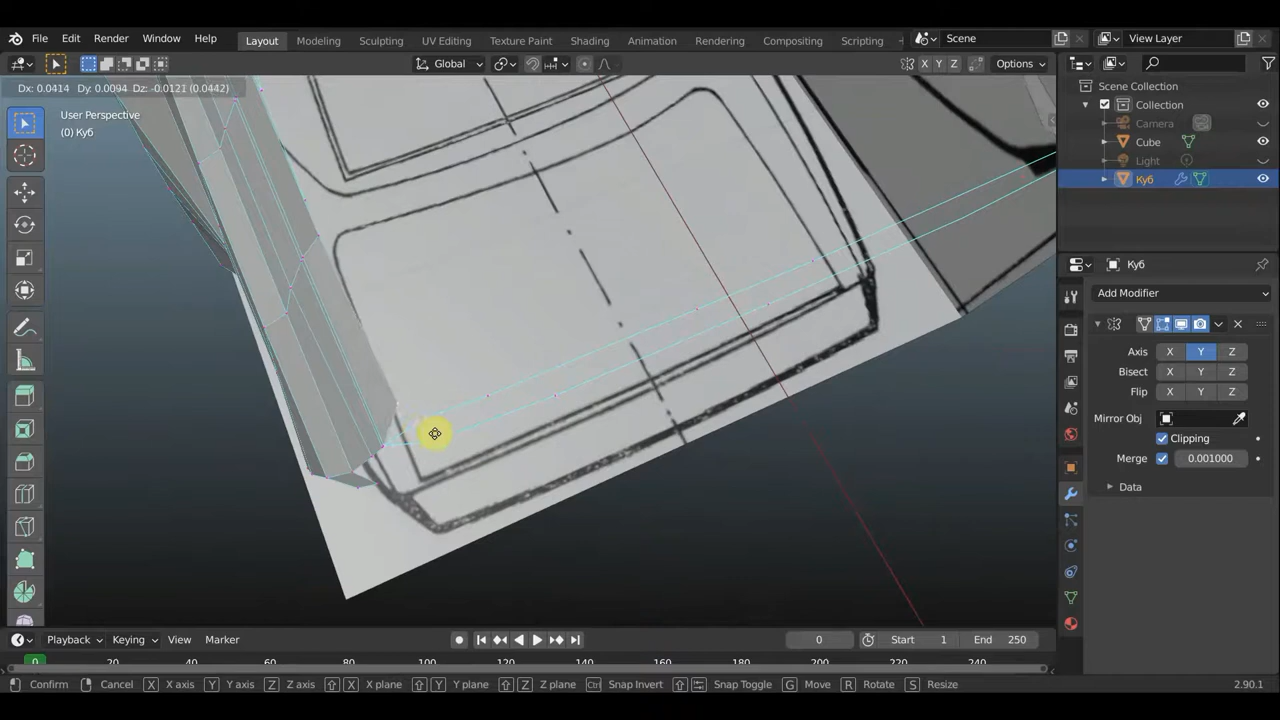 File Edit Render Window Help
Layout Modeling Sculpting UV Editing Texture Paint Shading Animation Rendering Compositing Scripting
Scene
View Layer
Global
X Y Z
Options
Dx: 0.0414 Dy: 0.0094 Dz: -0.0121 (0.0442)
User Perspective
(0) Куб
Scene Collection
Collection
Camera
Cube
Light
Куб
Куб
Add Modifier
Axis X Y Z
Bisect X Y Z
Flip X Y Z
Mirror Obj
Clipping
Merge 0.001000
Data
Playback Keying View Marker
0
Start 1
End 250
0 20 40 60 80 100 120 140 160 180 200 220 240
Confirm Cancel X X axis Y Y axis Z Z axis X X plane Y Y plane Z Z plane Ctrl Snap Invert Snap Toggle G Move R Rotate S Resize
2.90.1